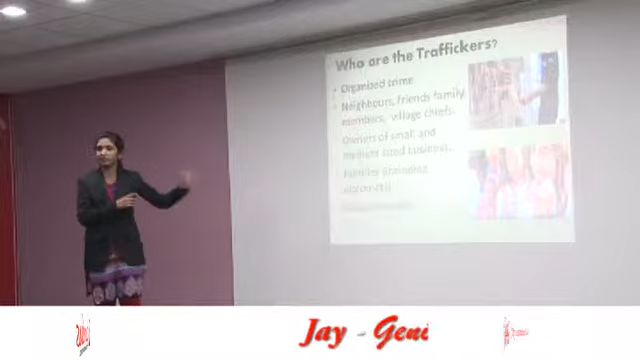 Who are the Traffickers?
Organized crime
Neighbours, friends family
members, village chiefs.
Owners of small and
medium sized business.
Families
Jay - Geni